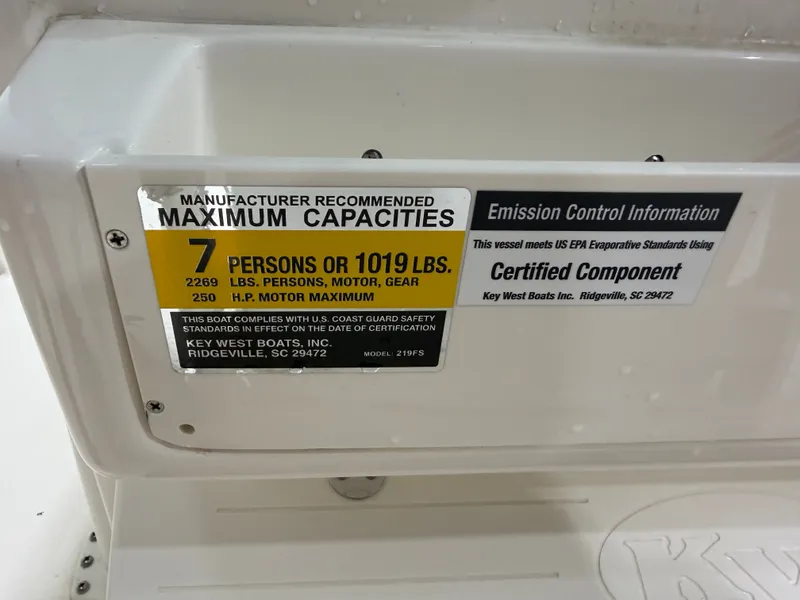 MANUFACTURER RECOMMENDED
MAXIMUM CAPACITIES
7 PERSONS OR 1019 LBS.
2269 LBS. PERSONS, MOTOR, GEAR
250 H.P. MOTOR MAXIMUM
THIS BOAT COMPLIES WITH U.S. COAST GUARD SAFETY
STANDARDS IN EFFECT ON THE DATE OF CERTIFICATION
KEY WEST BOATS, INC.
RIDGEVILLE, SC 29472 MODEL: 219FS
Emission Control Information
This vessel meets US EPA Evaporative Standards Using
Certified Component
Key West Boats Inc. Ridgeville, SC 29472